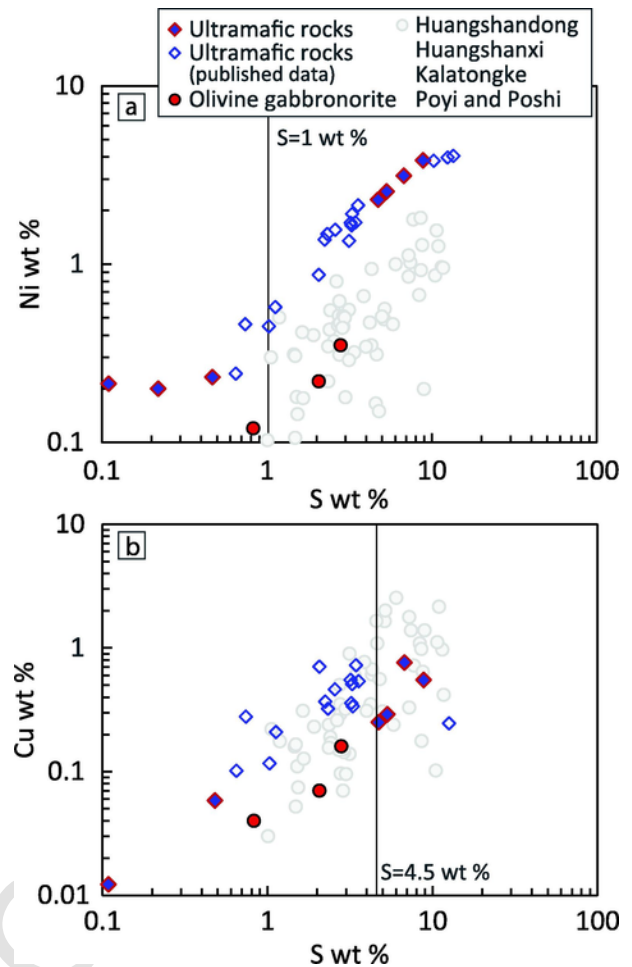 Ultramafic rocks
Ultramafic rocks
(published data)
Olivine gabbronorite
Huangshandong
Huangshanxi
Kalatongke
Poyi and Poshi
10
a
S=1 wt %
Ni wt %
1
0.1
0.1 1 10 100
S wt %
10
b
Cu wt %
1
0.1
S=4.5 wt %
0.01
0.1 1 10 100
S wt %